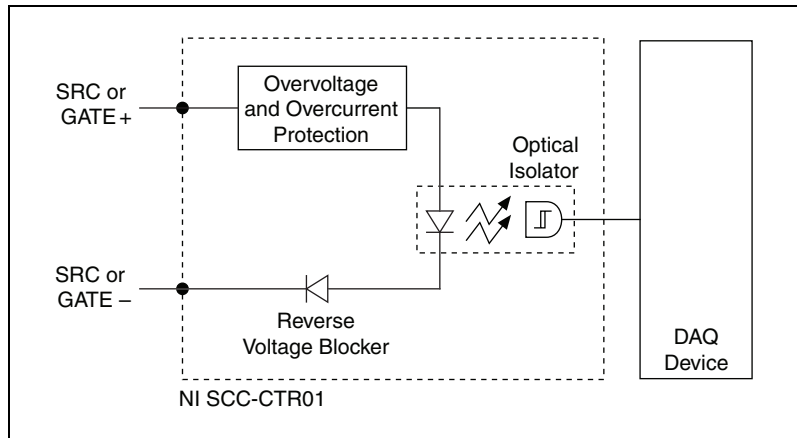 SRC or
GATE +
Overvoltage
and Overcurrent
Protection
Optical
Isolator
SRC or
GATE –
Reverse
Voltage Blocker
DAQ
Device
NI SCC-CTR01